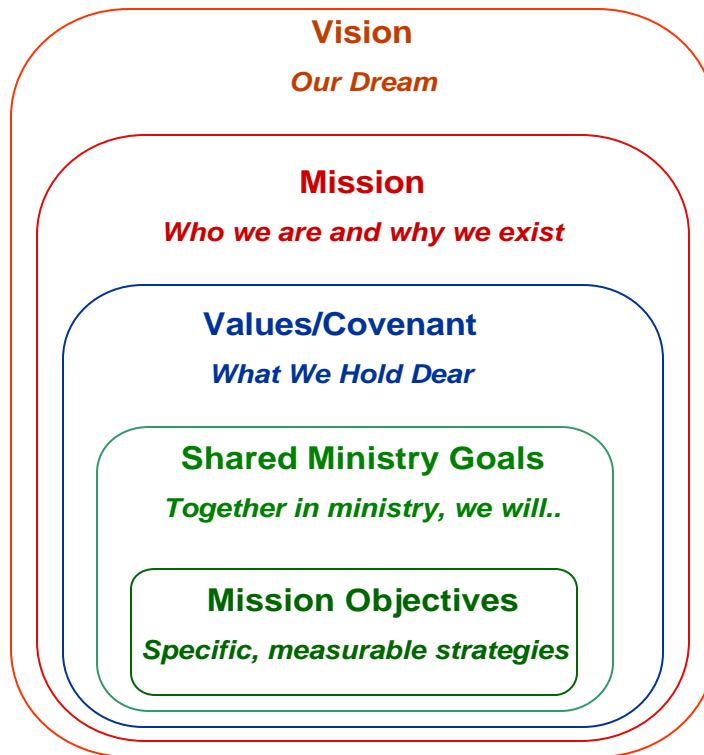 Vision
Our Dream
Mission
Who we are and why we exist
Values/Covenant
What We Hold Dear
Shared Ministry Goals
Together in ministry, we will..
Mission Objectives
Specific, measurable strategies